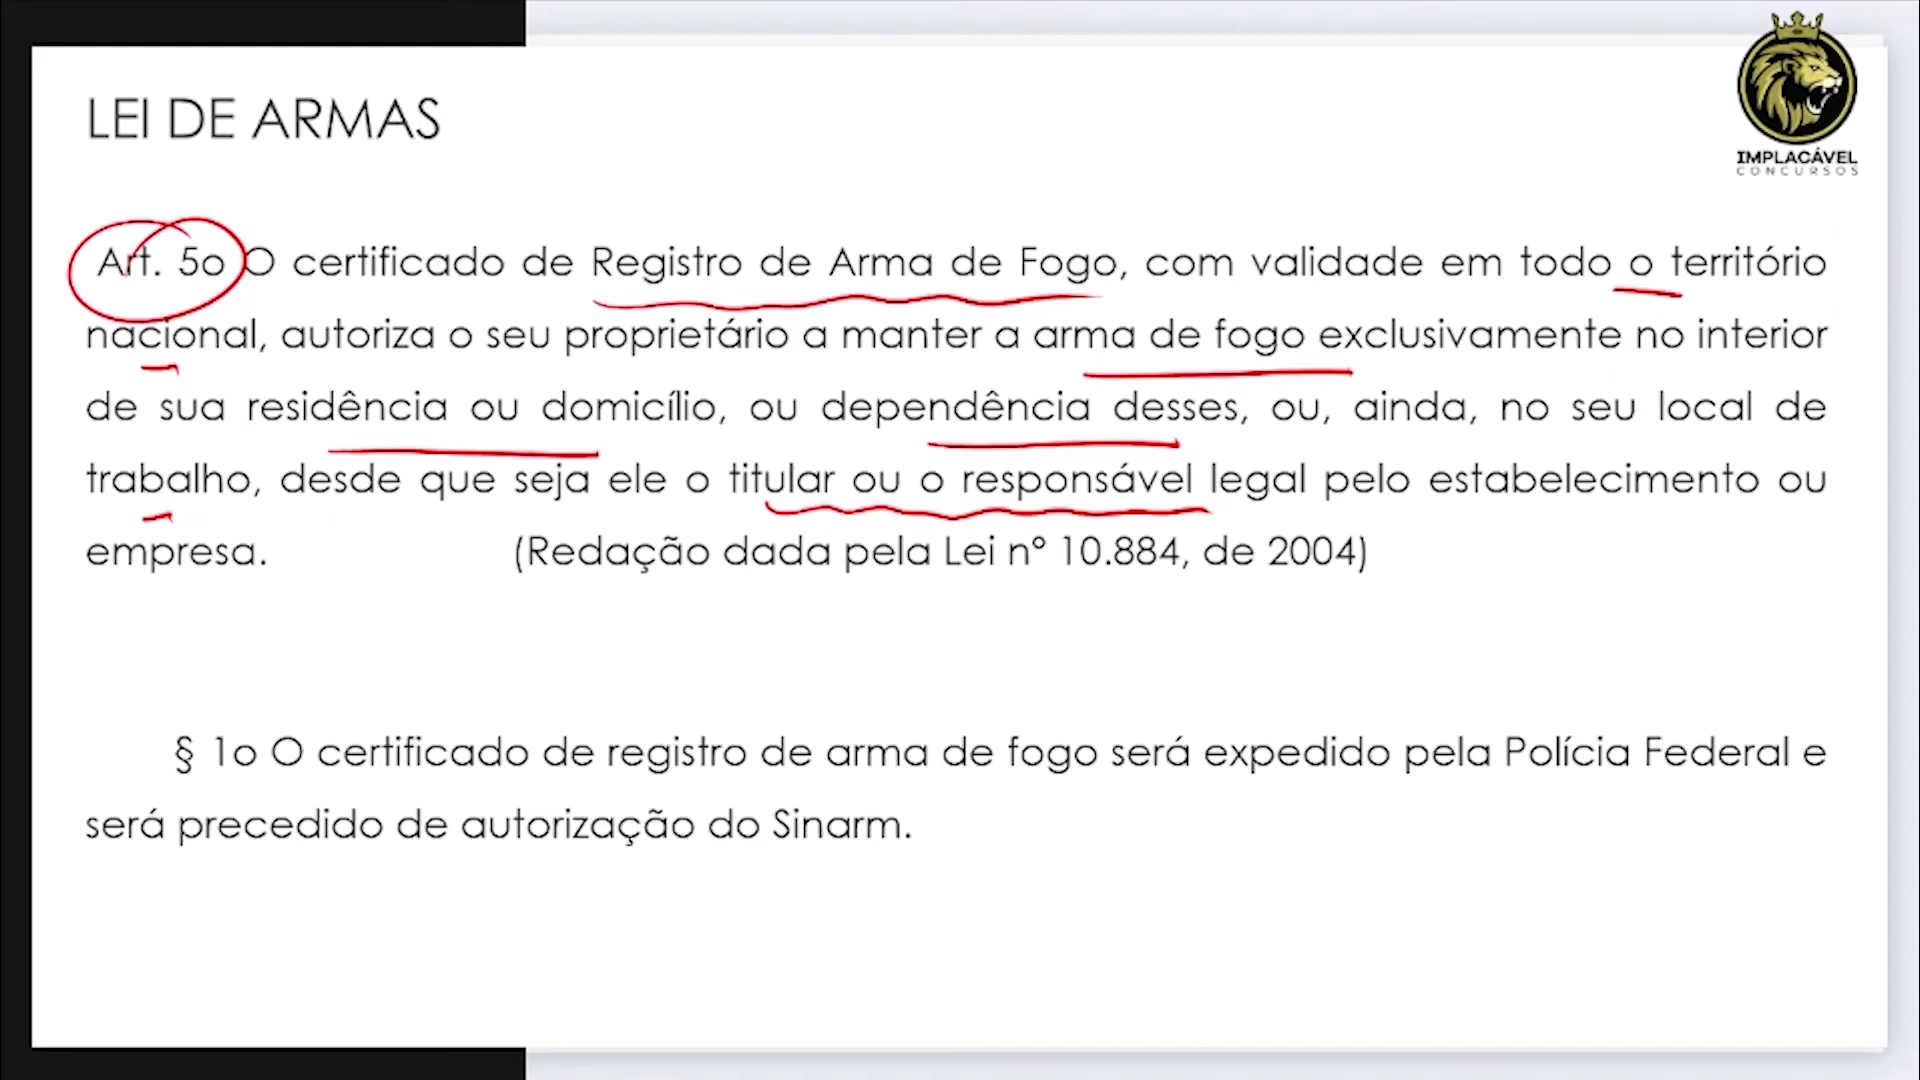 IMPLACÁVEL
CONCURSOS
LEI DE ARMAS
Art. 5o O certificado de Registro de Arma de Fogo, com validade em todo o território
nacional, autoriza o seu proprietário a manter a arma de fogo exclusivamente no interior
de sua residência ou domicílio, ou dependência desses, ou, ainda, no seu local de
trabalho, desde que seja ele o titular ou o responsável legal pelo estabelecimento ou
empresa. (Redação dada pela Lei nº 10.884, de 2004)
§ 1o O certificado de registro de arma de fogo será expedido pela Polícia Federal e
será precedido de autorização do Sinarm.